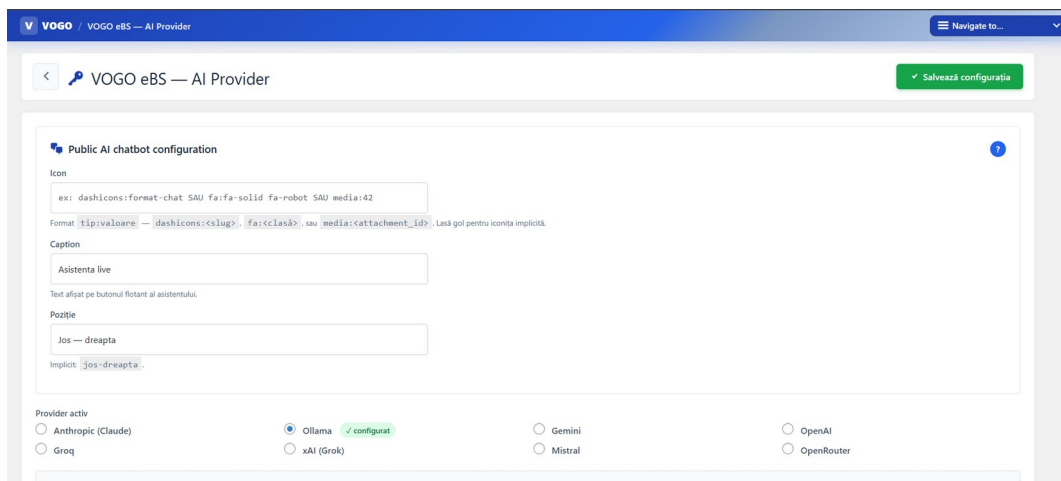 V VOGO / VOGO eBS — AI Provider
Navigate to...
VOGO eBS — AI Provider
✓ Salvează configurația
Public AI chatbot configuration
?
Icon
ex: dashicons:format-chat SAU fa:fa-solid fa-robot SAU media:42
Format tip:valoare — dashicons:<slug>, fa:<clasă>, sau media:<attachment_id>. Lasă gol pentru iconița implicită.
Caption
Asistenta live
Text afișat pe butonul flotant al asistentului.
Poziție
Jos — dreapta
Implicit: jos-dreapta.
Provider activ
Anthropic (Claude)
Ollama ✓ configurat
Gemini
OpenAI
Groq
xAI (Grok)
Mistral
OpenRouter